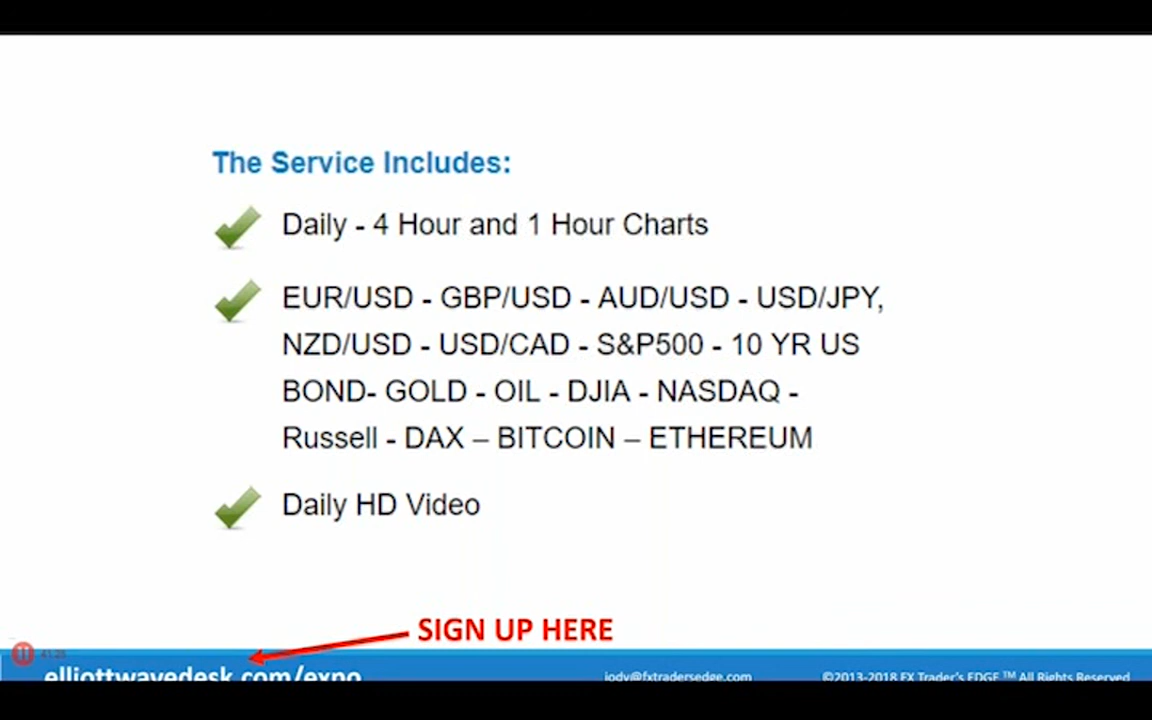 The Service Includes:
Daily - 4 Hour and 1 Hour Charts
EUR/USD - GBP/USD - AUD/USD - USD/JPY,
NZD/USD - USD/CAD - S&P500 - 10 YR US
BOND- GOLD - OIL - DJIA - NASDAQ -
Russell - DAX – BITCOIN – ETHEREUM
Daily HD Video
SIGN UP HERE
elliottwavedesk.com/expo
jody@fxtradersedge.com
©2013-2018 FX Trader's EDGE ™ All Rights Reserved